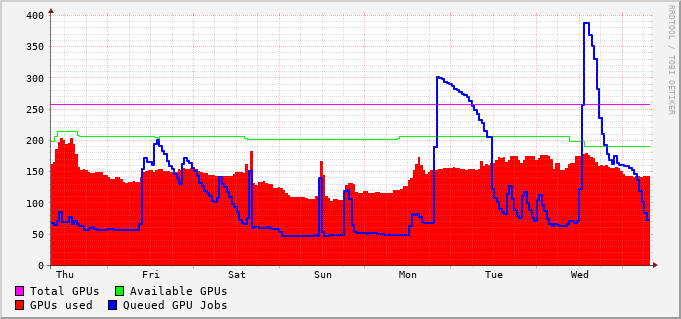 400
350
300
250
200
150
100
50
0
Thu Fri Sat Sun Mon Tue Wed
Total GPUs Available GPUs
GPUs used Queued GPU Jobs
RRDTOOL / TOBI OETIKER